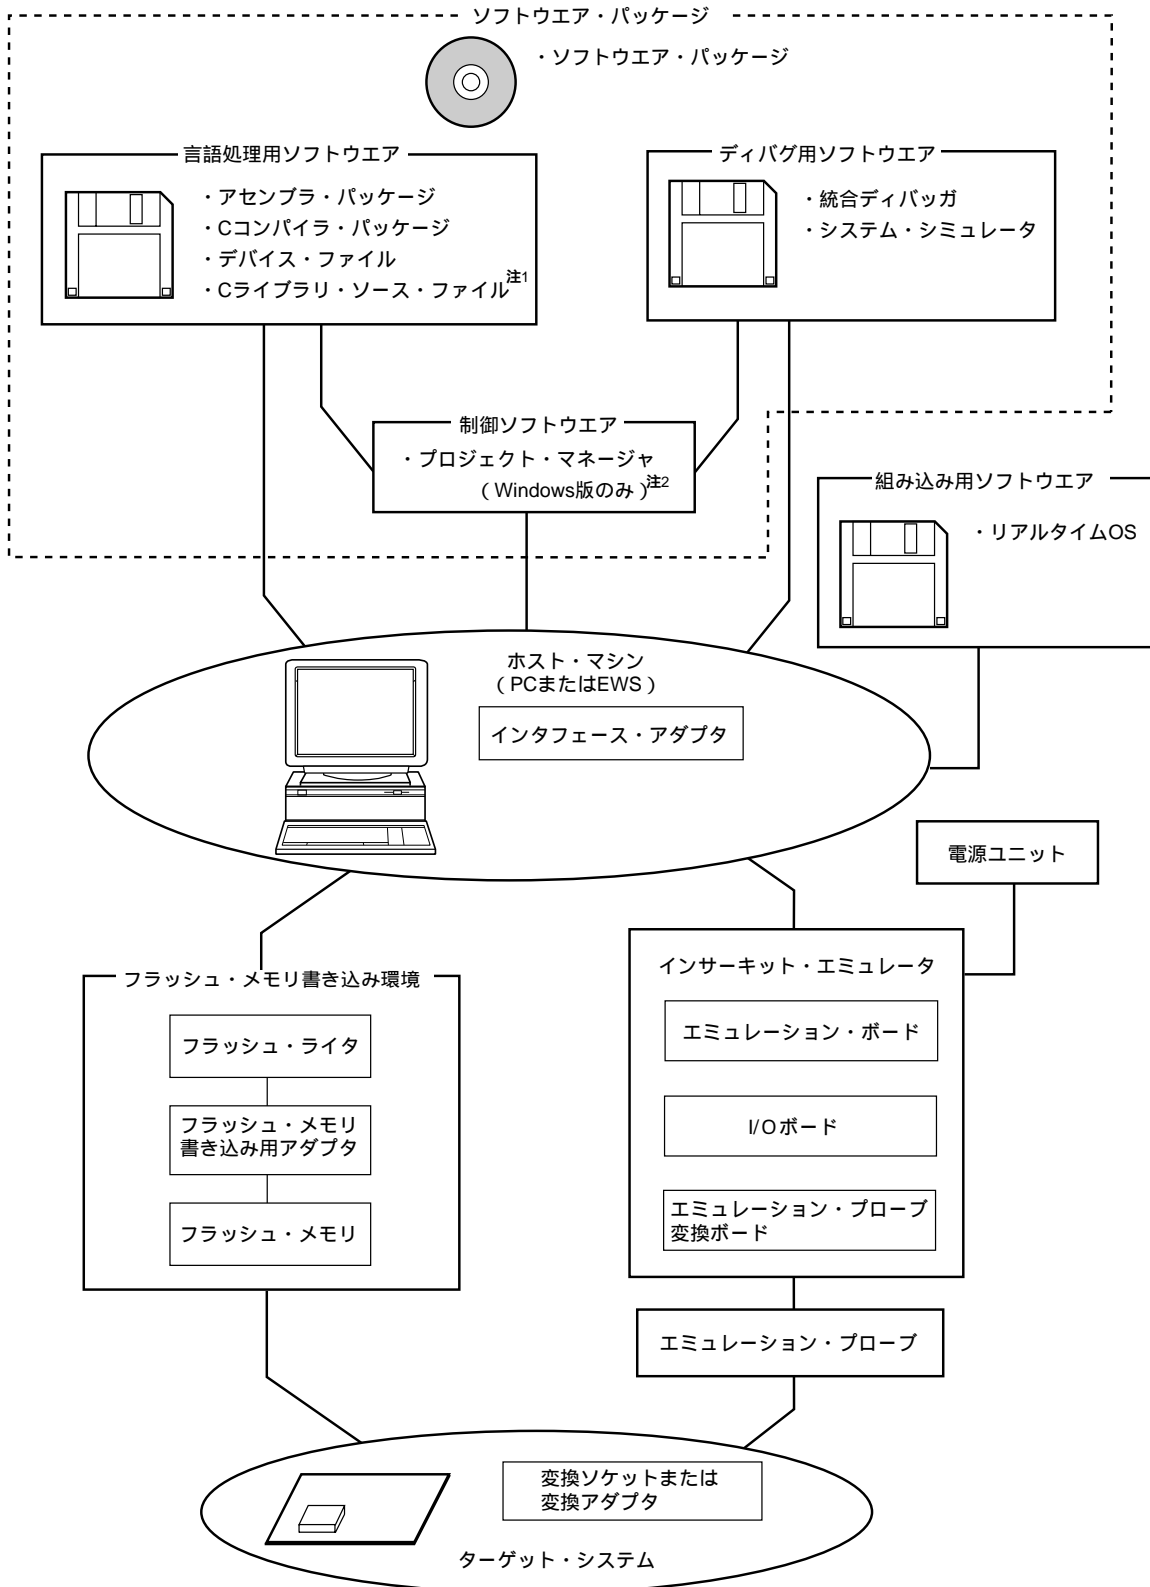 ソフトウエア・パッケージ
・ソフトウエア・パッケージ
言語処理用ソフトウエア
・アセンブラ・パッケージ
・Cコンパイラ・パッケージ
・デバイス・ファイル
・Cライブラリ・ソース・ファイル注1
ディバグ用ソフトウエア
・統合ディバッガ
・システム・シミュレータ
制御ソフトウエア
・プロジェクト・マネージャ
（Windows版のみ）注2
組み込み用ソフトウエア
・リアルタイムOS
ホスト・マシン
（PCまたはEWS）
インタフェース・アダプタ
電源ユニット
フラッシュ・メモリ書き込み環境
フラッシュ・ライタ
フラッシュ・メモリ
書き込み用アダプタ
フラッシュ・メモリ
インサーキット・エミュレータ
エミュレーション・ボード
I/Oボード
エミュレーション・プローブ
変換ボード
エミュレーション・プローブ
変換ソケットまたは
変換アダプタ
ターゲット・システム